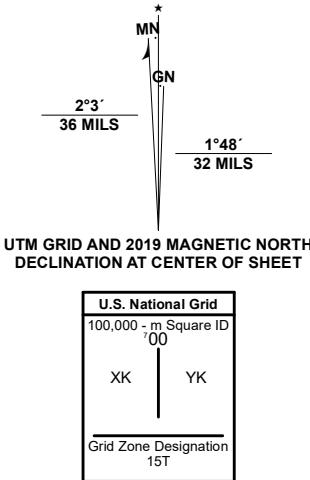 ★
MN
GN
2°3´
36 MILS
1°48´
32 MILS
UTM GRID AND 2019 MAGNETIC NORTH
DECLINATION AT CENTER OF SHEET
U.S. National Grid
100,000 - m Square ID
⁷00
XK YK
Grid Zone Designation
15T